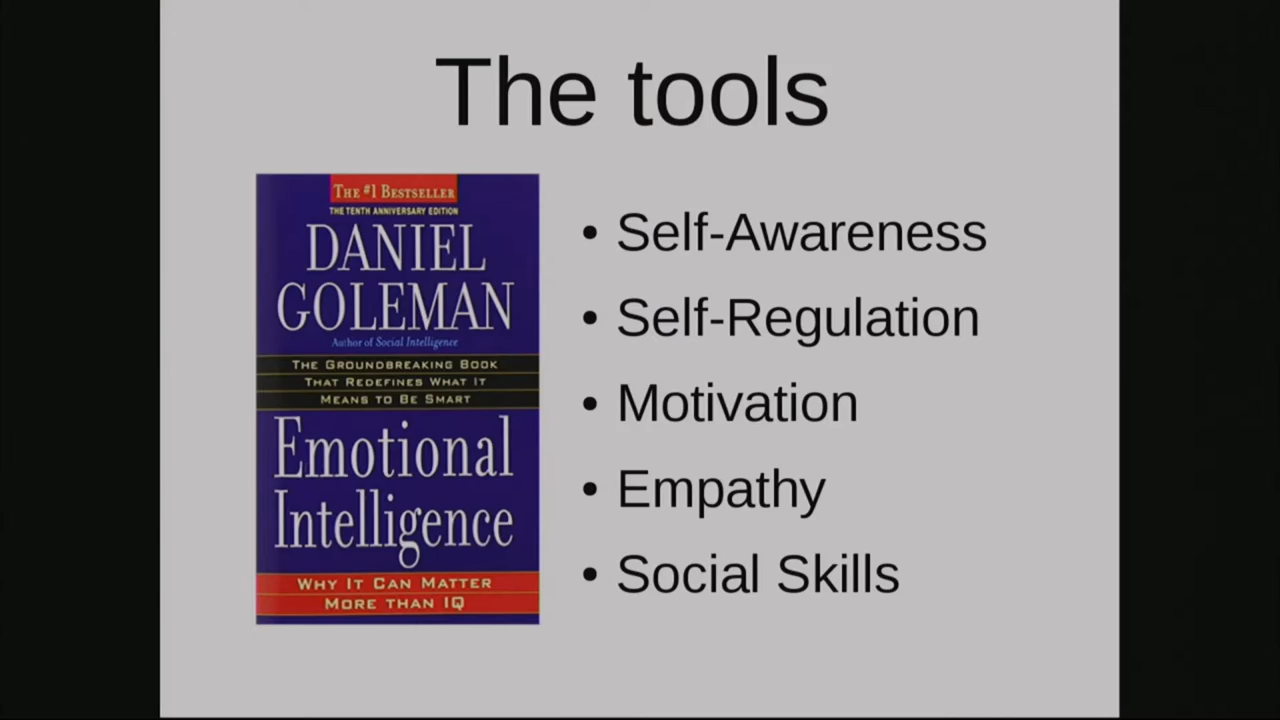 The tools
THE #1 BESTSELLER
THE TENTH ANNIVERSARY EDITION
DANIEL
GOLEMAN
Author of Social Intelligence
THE GROUNDBREAKING BOOK
THAT REDEFINES WHAT IT
MEANS TO BE SMART
Emotional
Intelligence
WHY IT CAN MATTER
MORE THAN IQ
• Self-Awareness
• Self-Regulation
• Motivation
• Empathy
• Social Skills